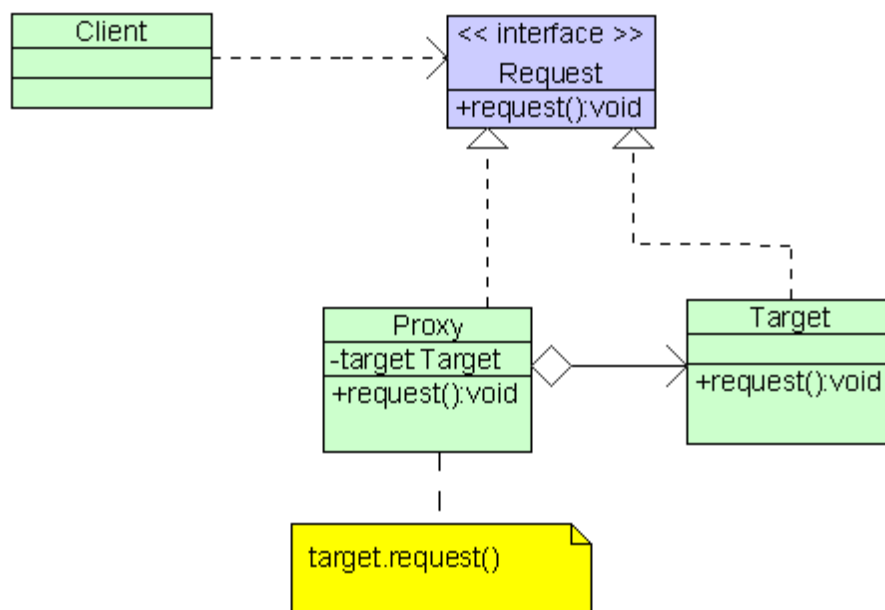 Client
<< interface >>
Request
+request():void
Proxy
-target:Target
+request():void
Target
+request():void
target.request()